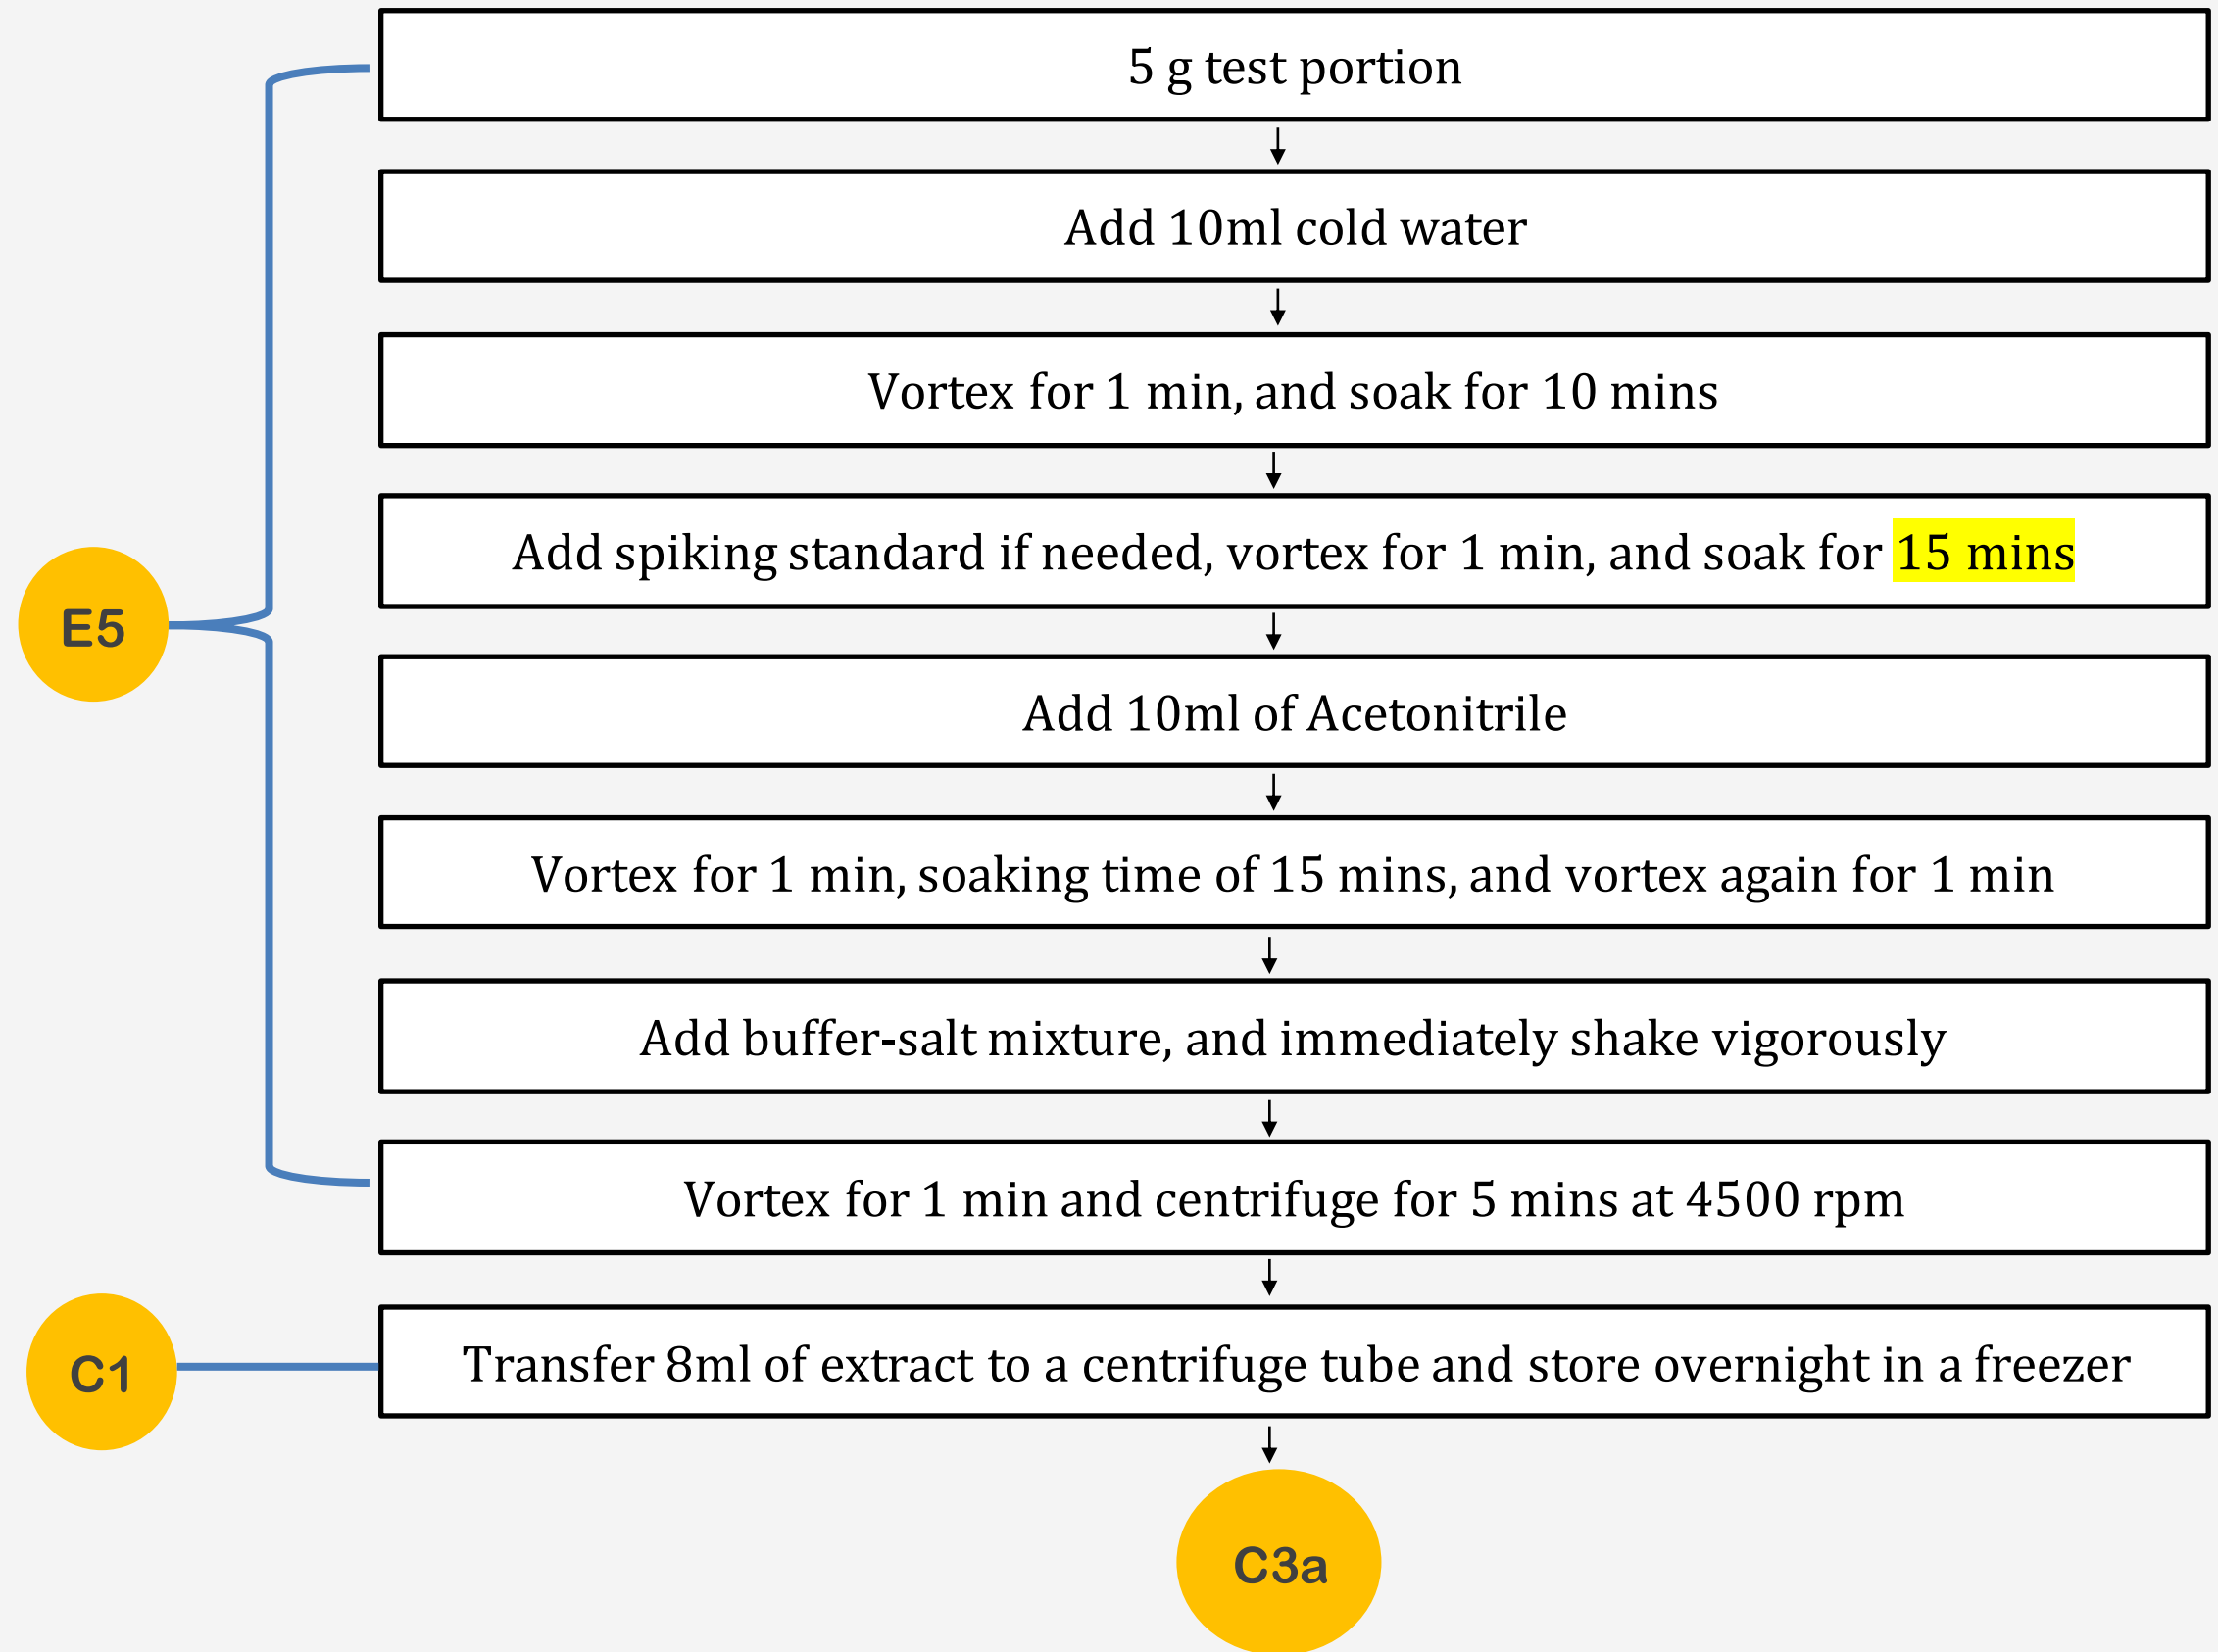 5 g test portion
Add 10ml cold water
Vortex for 1 min, and soak for 10 mins
Add spiking standard if needed, vortex for 1 min, and soak for 15 mins
E5
Add 10ml of Acetonitrile
Vortex for 1 min, soaking time of 15 mins, and vortex again for 1 min
Add buffer-salt mixture, and immediately shake vigorously
Vortex for 1 min and centrifuge for 5 mins at 4500 rpm
C1
Transfer 8ml of extract to a centrifuge tube and store overnight in a freezer
C3a